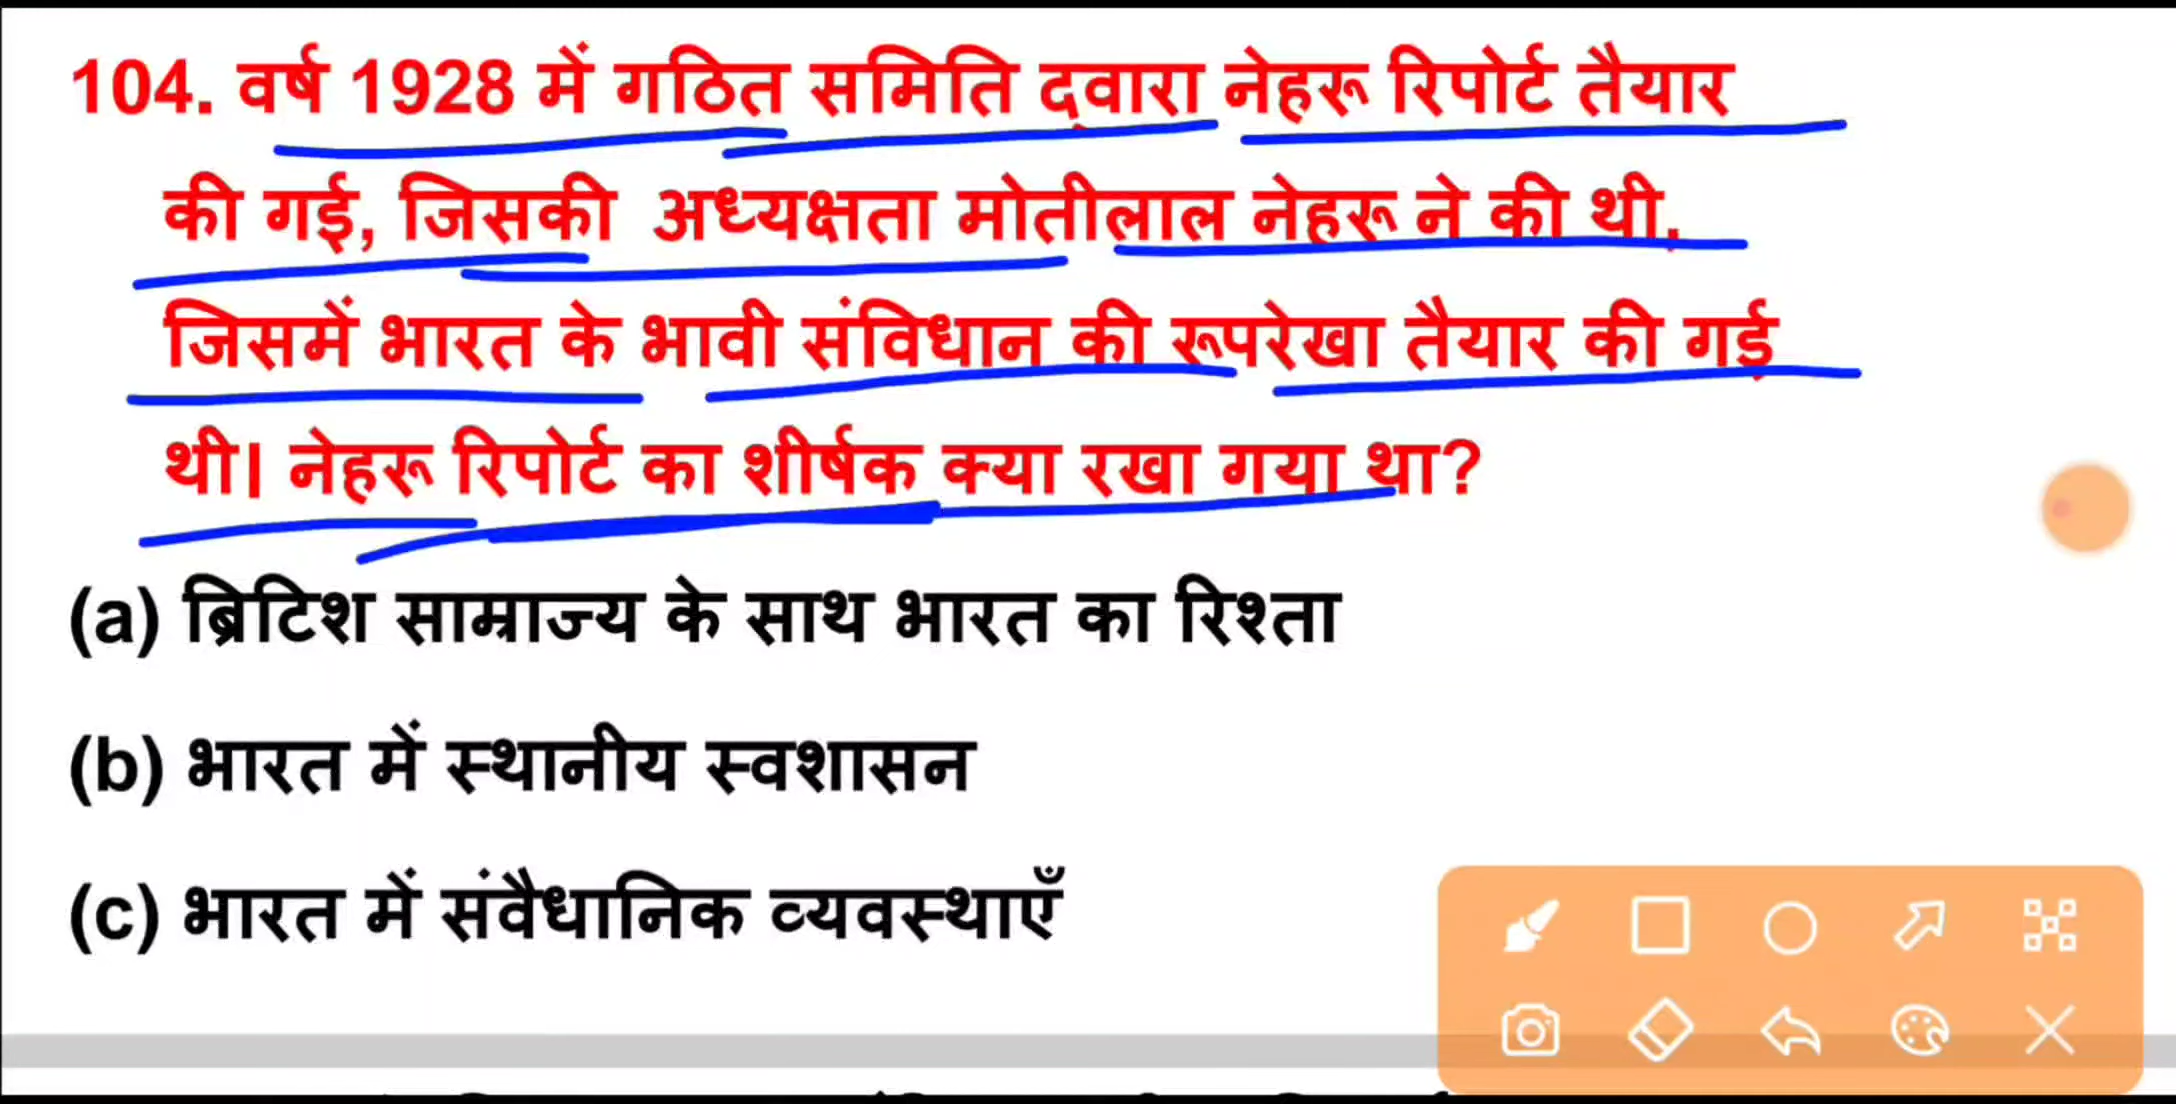 104. वर्ष 1928 में गठित समिति द्वारा नेहरू रिपोर्ट तैयार
की गई, जिसकी अध्यक्षता मोतीलाल नेहरू ने की थी,
जिसमें भारत के भावी संविधान की रूपरेखा तैयार की गई
थी। नेहरू रिपोर्ट का शीर्षक क्या रखा गया था?
(a) ब्रिटिश साम्राज्य के साथ भारत का रिश्ता
(b) भारत में स्थानीय स्वशासन
(c) भारत में संवैधानिक व्यवस्थाएँ